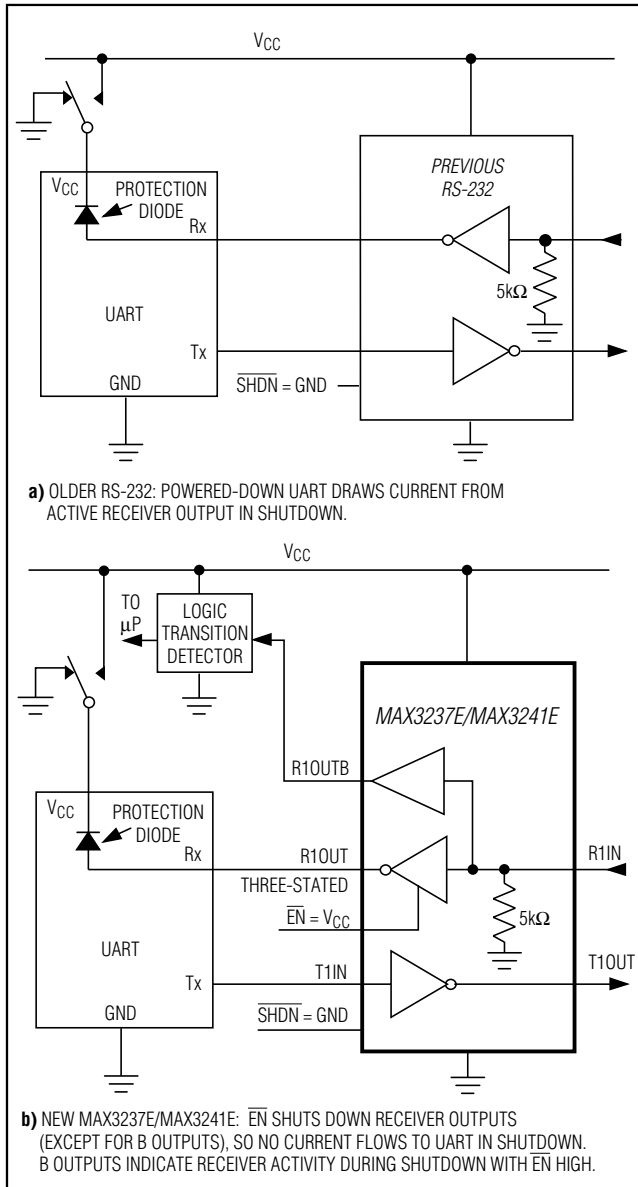 VCC
PREVIOUS
RS-232
VCC
PROTECTION
DIODE
Rx
5kΩ
UART
Tx
GND
SHDN = GND
a) OLDER RS-232: POWERED-DOWN UART DRAWS CURRENT FROM
ACTIVE RECEIVER OUTPUT IN SHUTDOWN.
VCC
TO
μP
LOGIC
TRANSITION
DETECTOR
MAX3237E/MAX3241E
R1OUTB
VCC
PROTECTION
DIODE
Rx
R1OUT
R1IN
THREE-STATED
EN = VCC
5kΩ
UART
Tx
T1IN
T1OUT
GND
SHDN = GND
b) NEW MAX3237E/MAX3241E: EN SHUTS DOWN RECEIVER OUTPUTS
(EXCEPT FOR B OUTPUTS), SO NO CURRENT FLOWS TO UART IN SHUTDOWN.
B OUTPUTS INDICATE RECEIVER ACTIVITY DURING SHUTDOWN WITH EN HIGH.